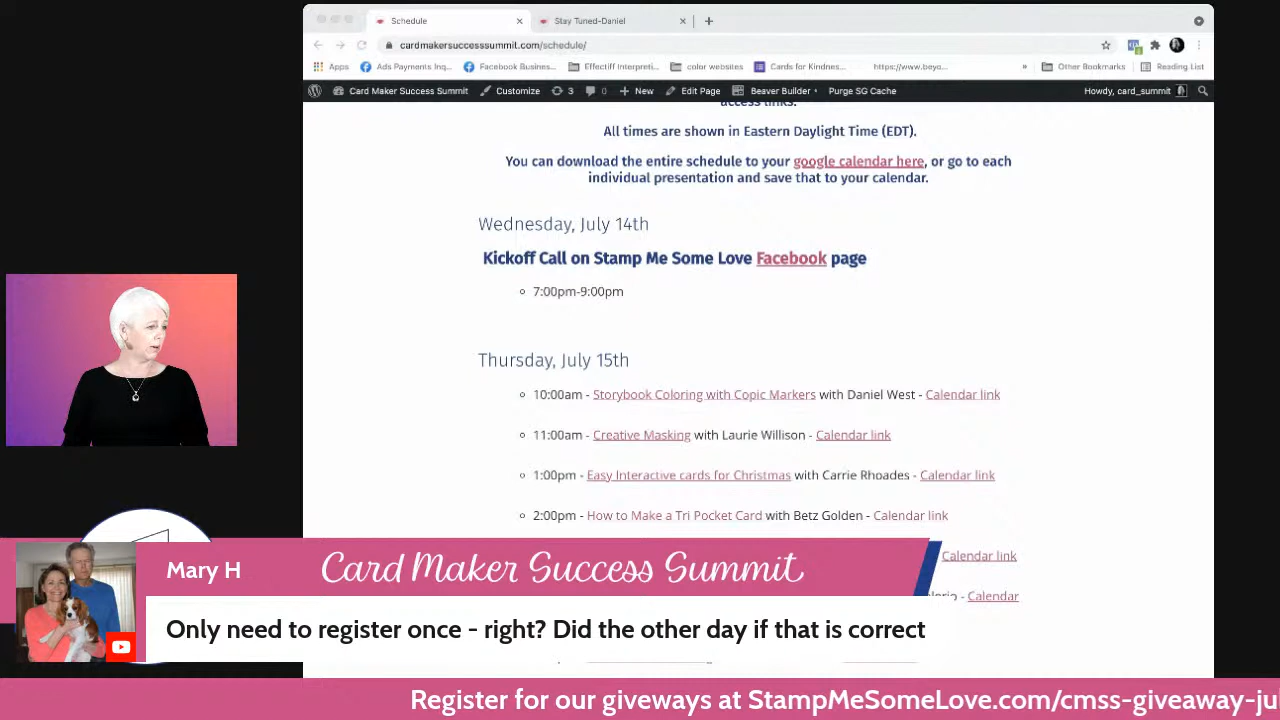 Schedule
Stay Tuned-Daniel
cardmakersuccesssummit.com/schedule/
Apps
Ads Payments Inq...
Facebook Busines...
Effectiff Interpreti...
color websites
Cards for Kindnes...
https://www.beyo...
»
Other Bookmarks
Reading List
Card Maker Success Summit
Customize
3
0
New
Edit Page
Beaver Builder
Purge SG Cache
Howdy, card_summit
access links.
All times are shown in Eastern Daylight Time (EDT).
You can download the entire schedule to your google calendar here, or go to each
individual presentation and save that to your calendar.
Wednesday, July 14th
Kickoff Call on Stamp Me Some Love Facebook page
7:00pm-9:00pm
Thursday, July 15th
10:00am - Storybook Coloring with Copic Markers with Daniel West - Calendar link
11:00am - Creative Masking with Laurie Willison - Calendar link
1:00pm - Easy Interactive cards for Christmas with Carrie Rhoades - Calendar link
2:00pm - How to Make a Tri Pocket Card with Betz Golden - Calendar link
Calendar link
- Calendar
Mary H
Card Maker Success Summit
Only need to register once - right? Did the other day if that is correct
Register for our giveways at StampMeSomeLove.com/cmss-giveaway-ju